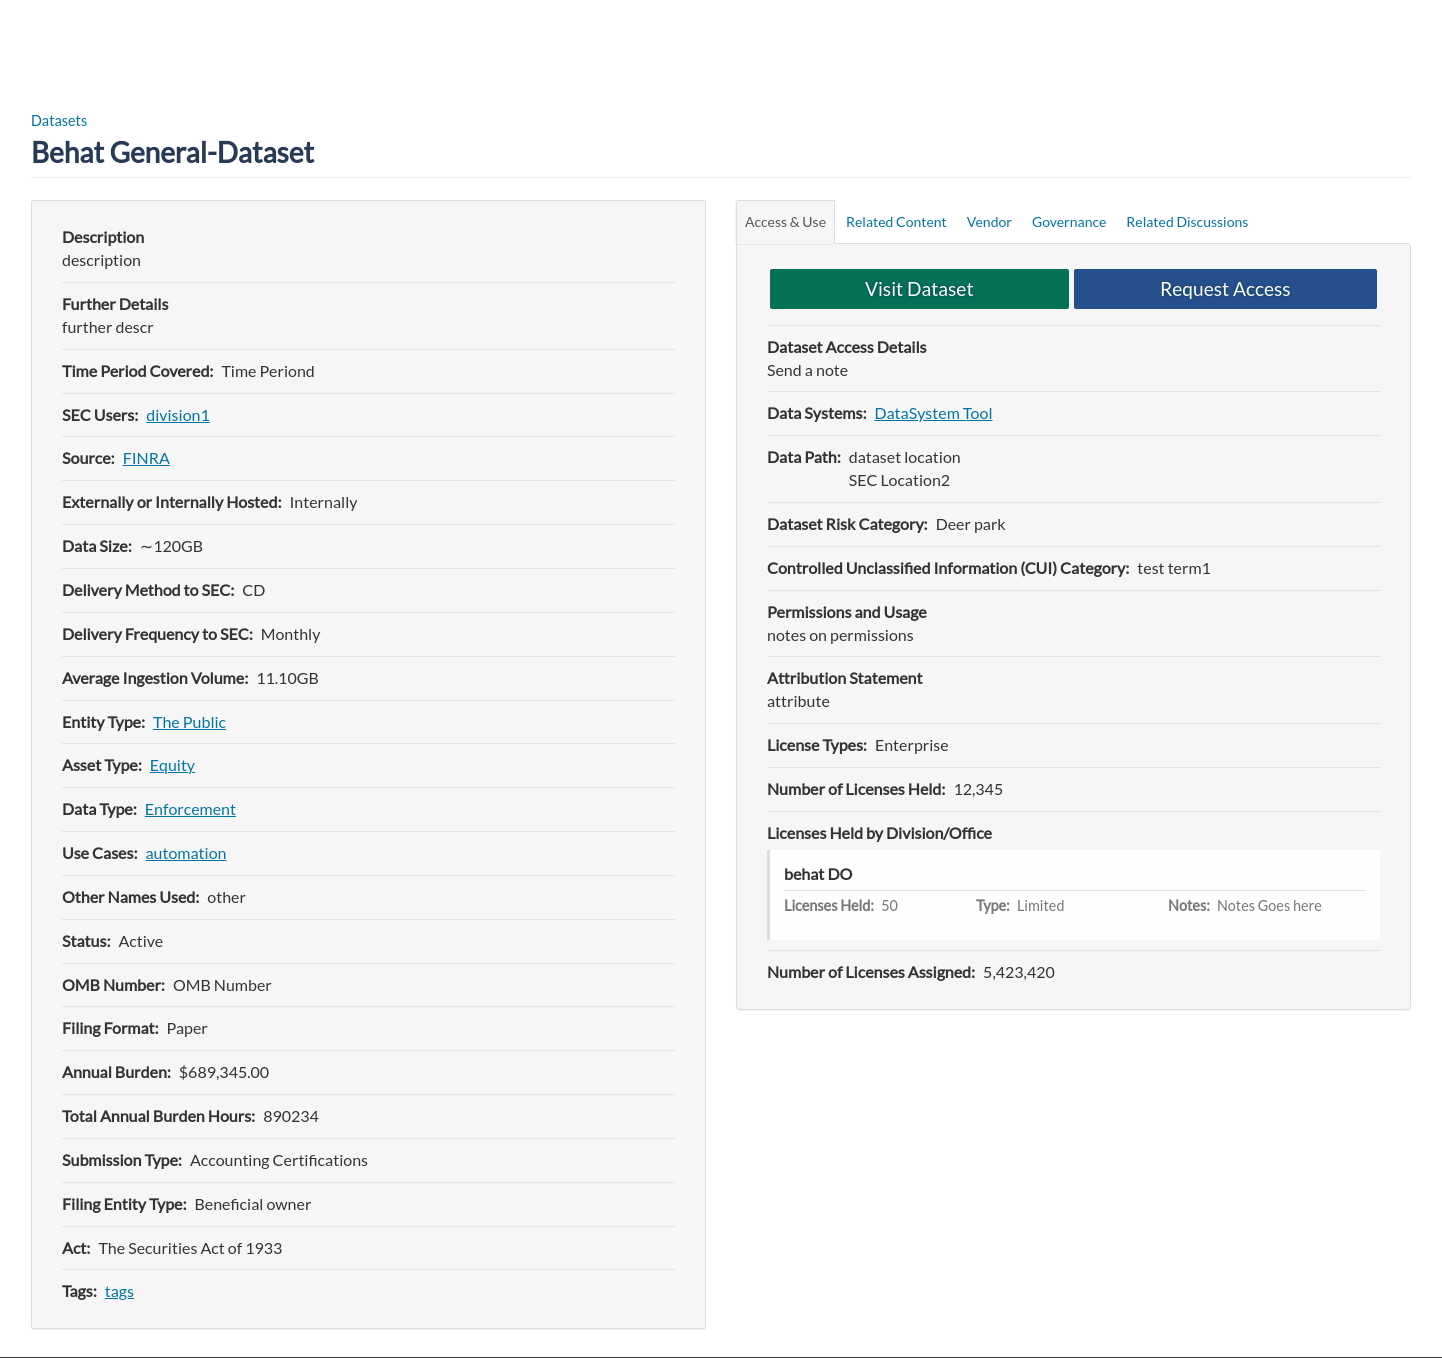 Datasets
Behat General-Dataset
Description
description
Further Details
further descr
Time Period Covered: Time Periond
SEC Users: division1
Source: FINRA
Externally or Internally Hosted: Internally
Data Size: ~120GB
Delivery Method to SEC: CD
Delivery Frequency to SEC: Monthly
Average Ingestion Volume: 11.10GB
Entity Type: The Public
Asset Type: Equity
Data Type: Enforcement
Use Cases: automation
Other Names Used: other
Status: Active
OMB Number: OMB Number
Filing Format: Paper
Annual Burden: $689,345.00
Total Annual Burden Hours: 890234
Submission Type: Accounting Certifications
Filing Entity Type: Beneficial owner
Act: The Securities Act of 1933
Tags: tags
Access & Use Related Content Vendor Governance Related Discussions
Visit Dataset Request Access
Dataset Access Details
Send a note
Data Systems: DataSystem Tool
Data Path: dataset location
SEC Location2
Dataset Risk Category: Deer park
Controlled Unclassified Information (CUI) Category: test term1
Permissions and Usage
notes on permissions
Attribution Statement
attribute
License Types: Enterprise
Number of Licenses Held: 12,345
Licenses Held by Division/Office
behat DO
Licenses Held: 50 Type: Limited Notes: Notes Goes here
Number of Licenses Assigned: 5,423,420